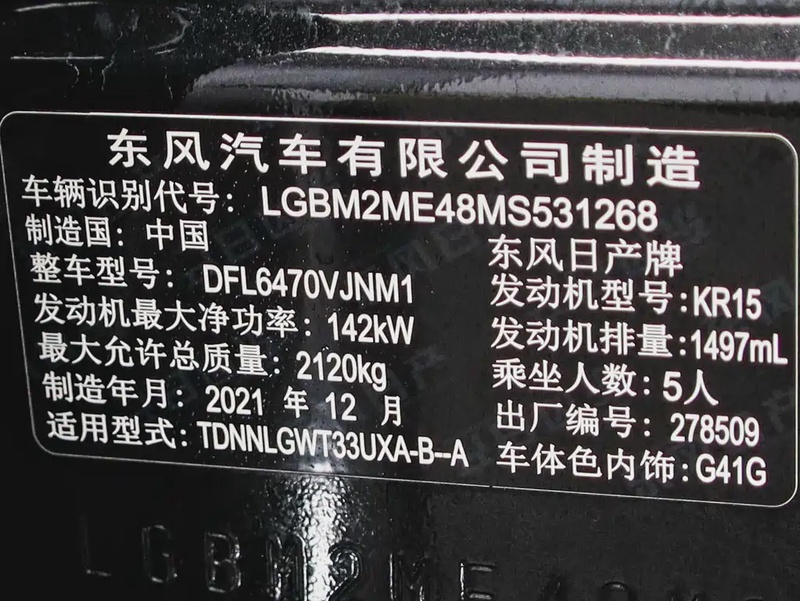 东风汽车有限公司制造
车辆识别代号: LGBM2ME48MS531268
制造国: 中国 东风日产牌
整车型号: DFL6470VJNM1 发动机型号:KR15
发动机最大净功率: 142kW 发动机排量:1497mL
最大允许总质量: 2120kg 乘坐人数: 5人
制造年月: 2021 年 12 月 出厂编号: 278509
适用型式: TDNNLGWT33UXA-B--A 车体色内饰:G41G
LGBM2ME48MS